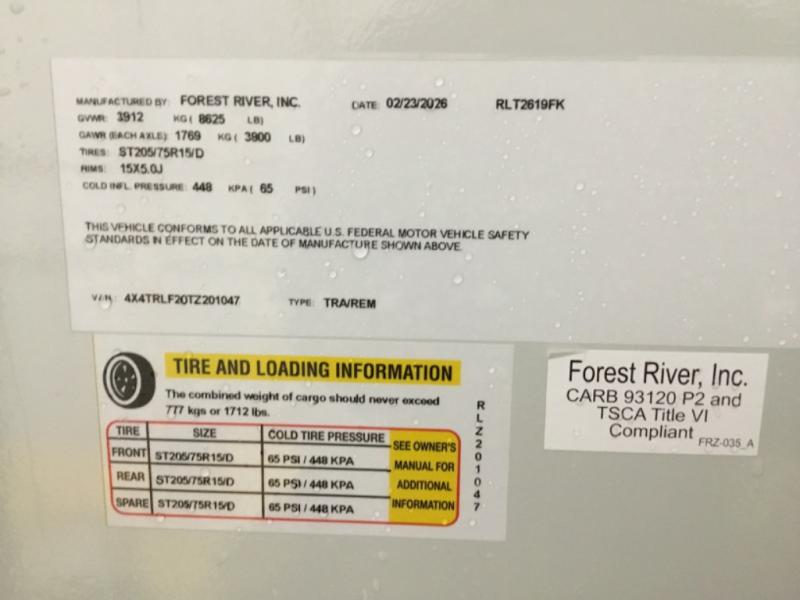 MANUFACTURED BY: FOREST RIVER, INC. DATE: 02/23/2026 RLT2619FK
GVWR: 3912 KG ( 8625 LB)
GAWR (EACH AXLE): 1769 KG ( 3900 LB)
TIRES: ST205/75R15/D
RIMS: 15X5.0J
COLD INFL. PRESSURE: 448 KPA ( 65 PSI )
THIS VEHICLE CONFORMS TO ALL APPLICABLE U.S. FEDERAL MOTOR VEHICLE SAFETY
STANDARDS IN EFFECT ON THE DATE OF MANUFACTURE SHOWN ABOVE.
V.I.N.: 4X4TRLF20TZ201047 TYPE: TRA/REM
TIRE AND LOADING INFORMATION
The combined weight of cargo should never exceed
777 kgs or 1712 lbs.
TIRE SIZE COLD TIRE PRESSURE
FRONT ST205/75R15/D 65 PSI / 448 KPA
REAR ST205/75R15/D 65 PSI / 448 KPA
SPARE ST205/75R15/D 65 PSI / 448 KPA
SEE OWNER'S
MANUAL FOR
ADDITIONAL
INFORMATION
RLZ201047
Forest River, Inc.
CARB 93120 P2 and
TSCA Title VI
Compliant
FRZ-035_A